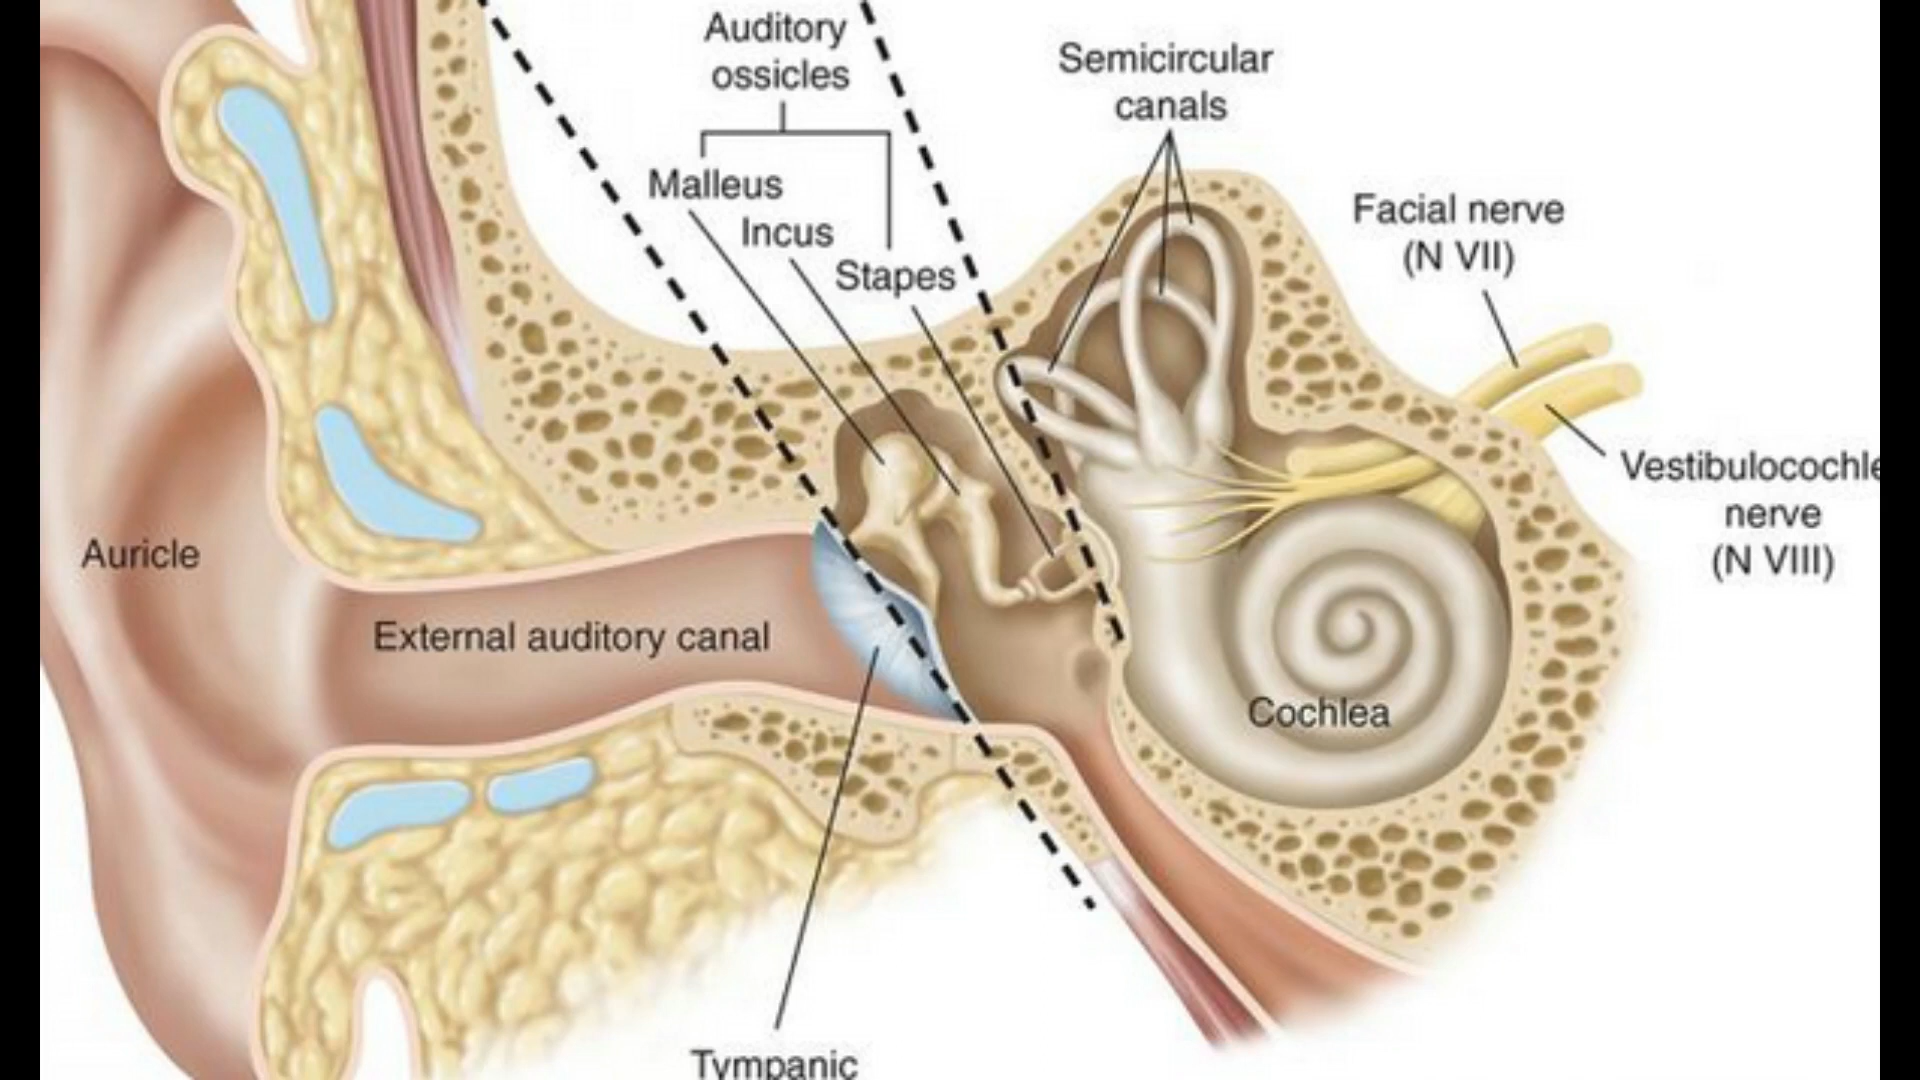 Auditory
ossicles
Semicircular
canals
Malleus
Incus
Stapes
Facial nerve
(N VII)
Vestibulocochle
nerve
(N VIII)
Auricle
External auditory canal
Cochlea
Tympanic